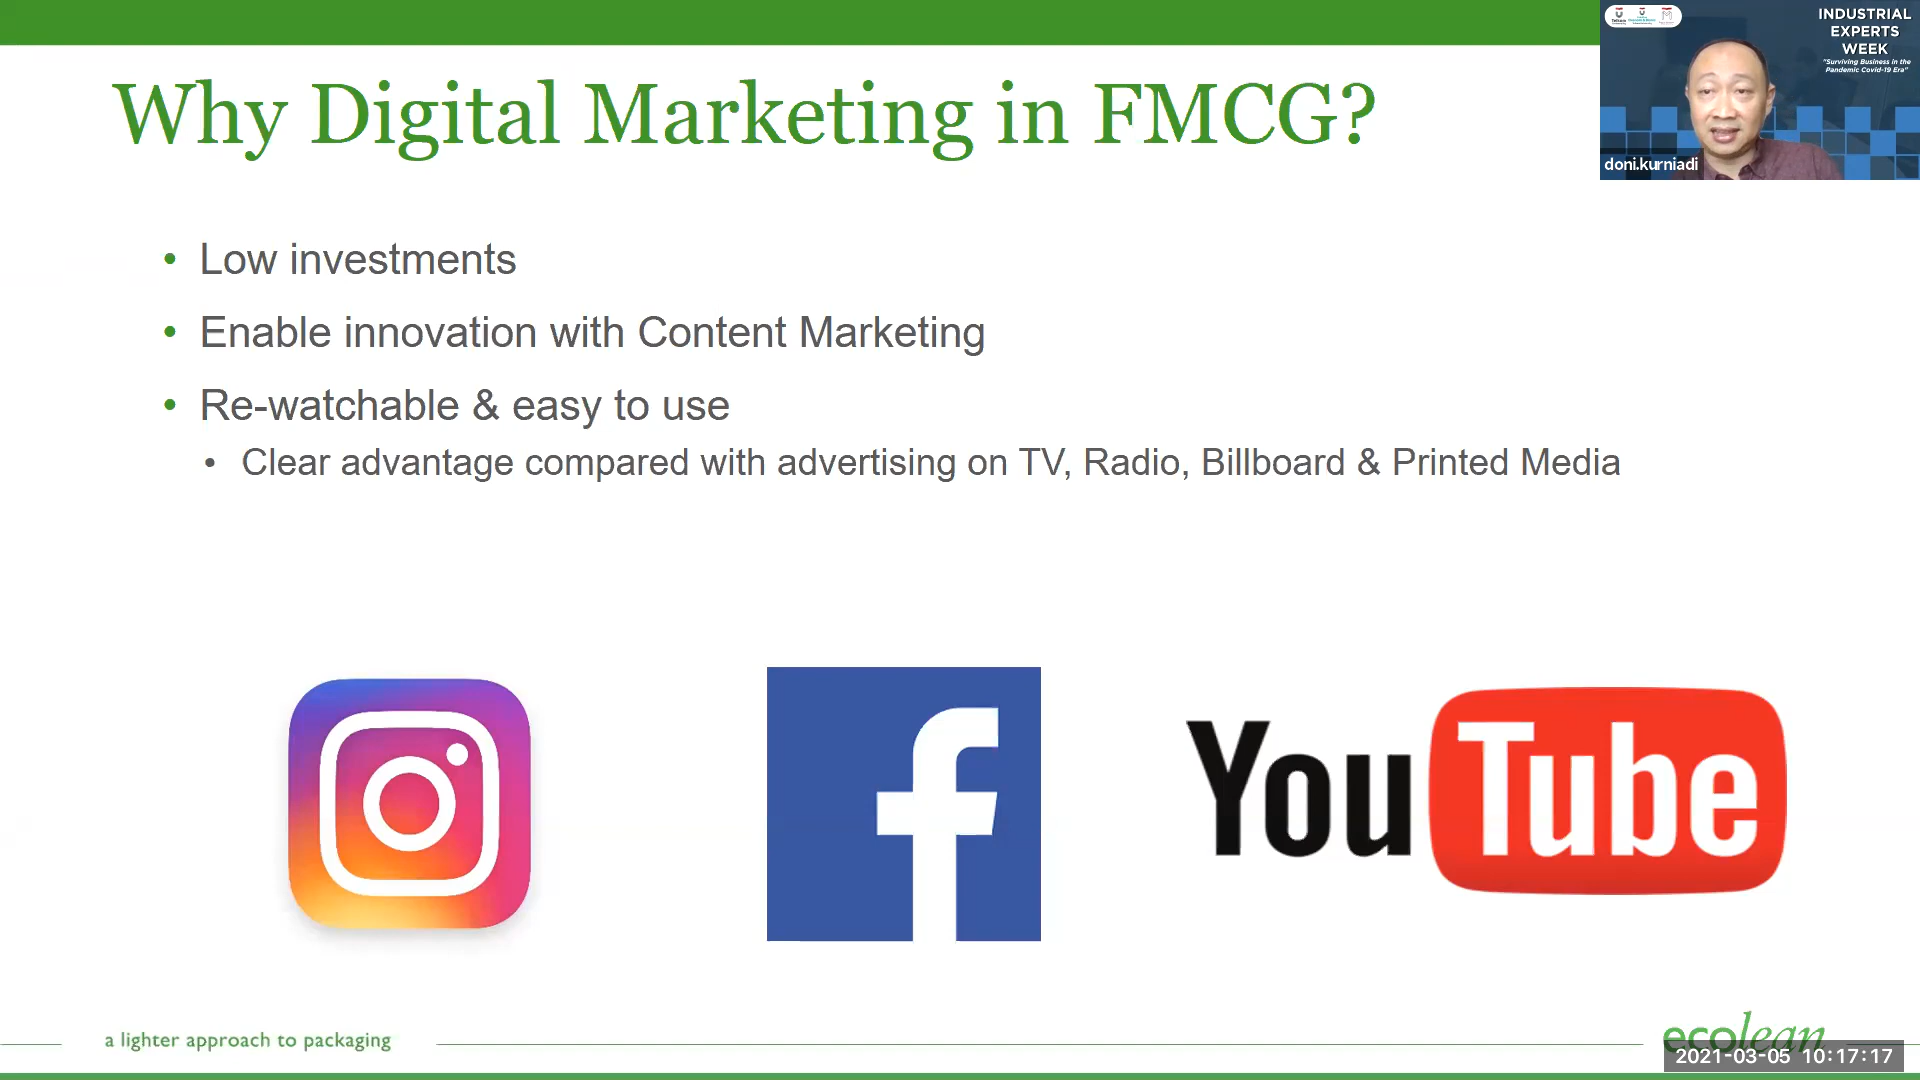 Why Digital Marketing in FMCG?
INDUSTRIAL
EXPERTS
WEEK
"Surviving Business in the
Pandemic Covid-19 Era"
doni.kurniadi
• Low investments
• Enable innovation with Content Marketing
• Re-watchable & easy to use
• Clear advantage compared with advertising on TV, Radio, Billboard & Printed Media
f
YouTube
a lighter approach to packaging
ecolean
2021-03-05 10:17:17